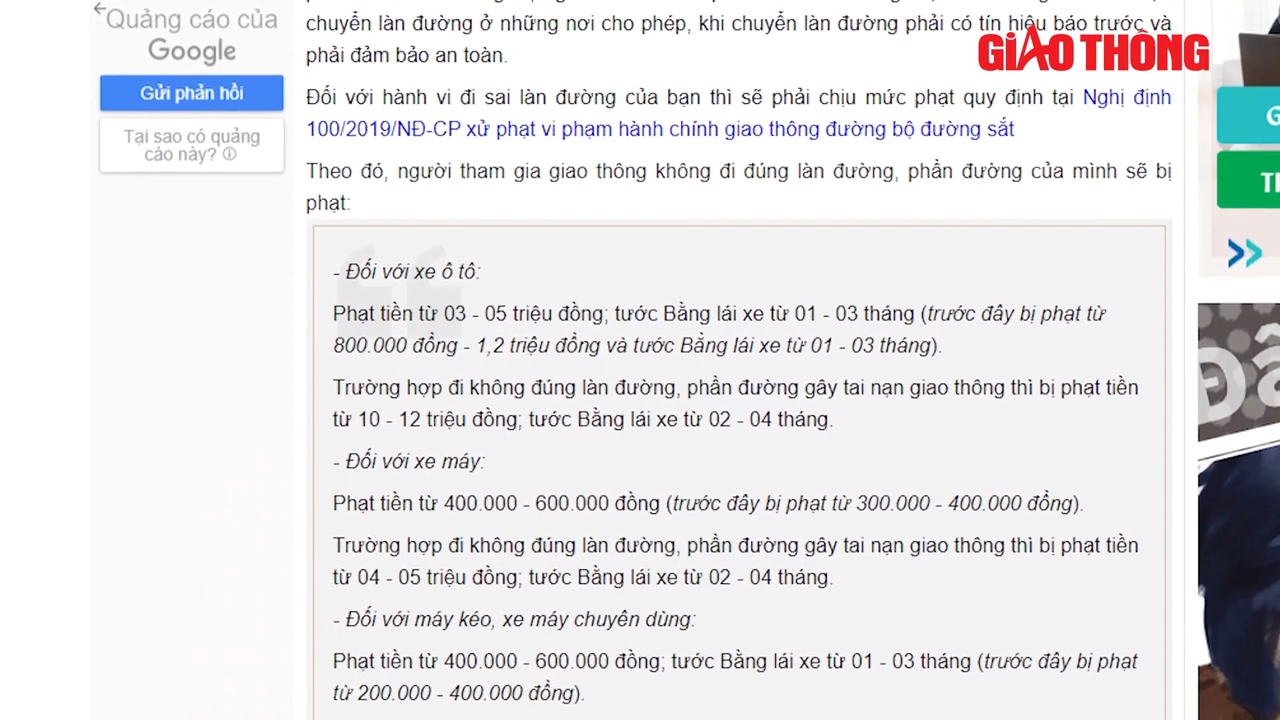 Quảng cáo của
Google
Gửi phản hồi
Tại sao có quảng
cáo này?
chuyển làn đường ở những nơi cho phép, khi chuyển làn đường phải có tín hiệu báo trước và
phải đảm bảo an toàn.
GIAO THÔNG
Đối với hành vi đi sai làn đường của bạn thì sẽ phải chịu mức phạt quy định tại Nghị định
100/2019/NĐ-CP xử phạt vi phạm hành chính giao thông đường bộ đường sắt
Theo đó, người tham gia giao thông không đi đúng làn đường, phần đường của mình sẽ bị
phạt:
- Đối với xe ô tô:
Phạt tiền từ 03 - 05 triệu đồng; tước Bằng lái xe từ 01 - 03 tháng (trước đây bị phạt từ
800.000 đồng - 1,2 triệu đồng và tước Bằng lái xe từ 01 - 03 tháng).
Trường hợp đi không đúng làn đường, phần đường gây tai nạn giao thông thì bị phạt tiền
từ 10 - 12 triệu đồng; tước Bằng lái xe từ 02 - 04 tháng.
- Đối với xe máy:
Phạt tiền từ 400.000 - 600.000 đồng (trước đây bị phạt từ 300.000 - 400.000 đồng).
Trường hợp đi không đúng làn đường, phần đường gây tai nạn giao thông thì bị phạt tiền
từ 04 - 05 triệu đồng; tước Bằng lái xe từ 02 - 04 tháng.
- Đối với máy kéo, xe máy chuyên dùng:
Phạt tiền từ 400.000 - 600.000 đồng; tước Bằng lái xe từ 01 - 03 tháng (trước đây bị phạt
từ 200.000 - 400.000 đồng).